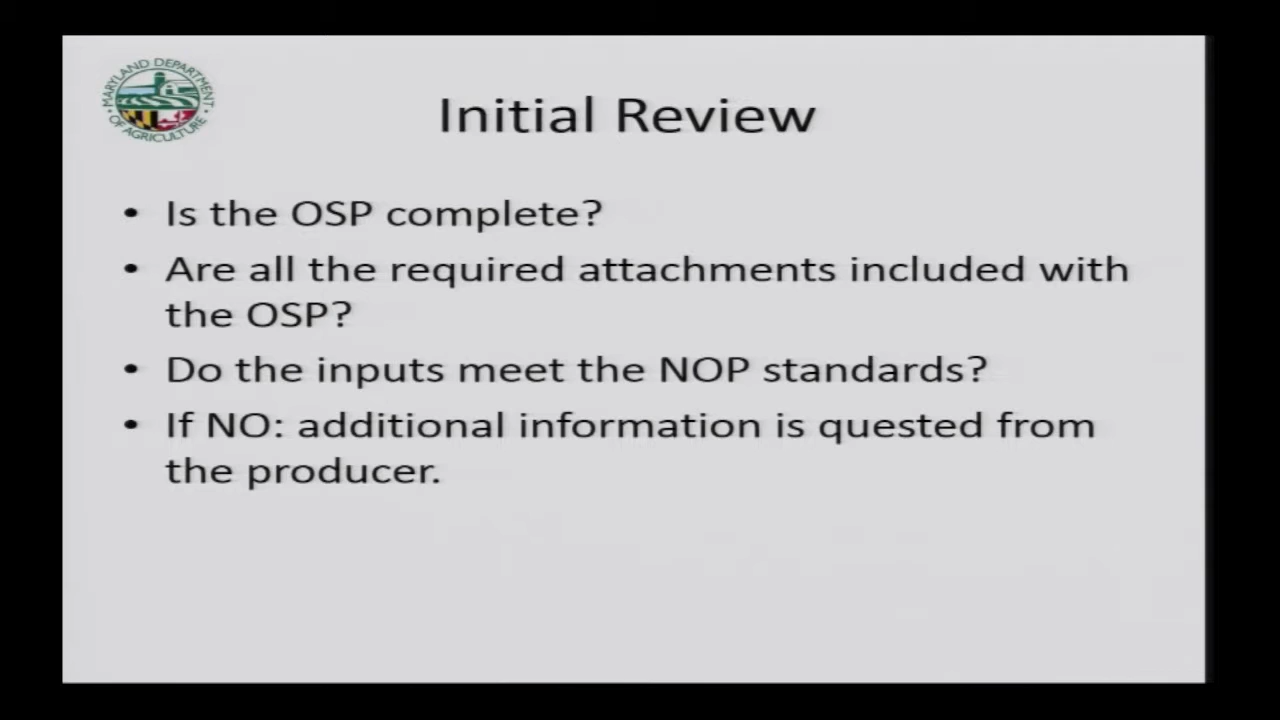 MARYLAND DEPARTMENT
OF AGRICULTURE
Initial Review
• Is the OSP complete?
• Are all the required attachments included with
the OSP?
• Do the inputs meet the NOP standards?
• If NO: additional information is quested from
the producer.